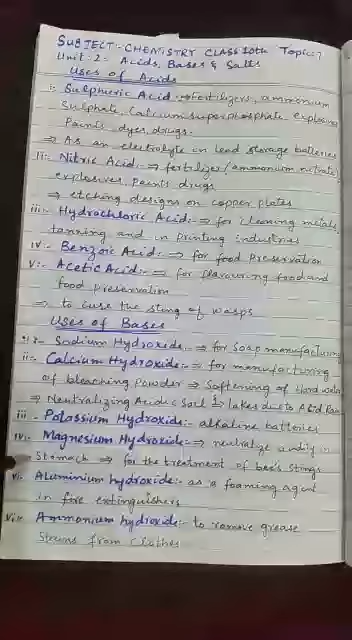 SUBJECT:- CHEMISTRY CLASS 10th Topic:-
Unit:2- Acids, Bases & Salts
Uses of Acids
i- Sulphuric Acid:⇒ Fertilizers, ammonium
Sulphate, Calcium superphosphate explosives
Paints, dyes, drugs.
⇒ As an electrolyte in lead storage batteries
ii- Nitric Acid:- ⇒ fertilizer (ammonium nitrate)
explosives, paints, drugs
⇒ etching designs on copper plates
iii- Hydrochloric Acid:- ⇒ for cleaning metals,
tanning and in printing industries
iv- Benzoic Acid:- ⇒ for food preservation
v:- Acetic Acid:- ⇒ for flavouring food and
food preservation
⇒ to cure the sting of wasps
Uses of Bases
Sodium Hydroxide:- ⇒ for Soap manufacturing
ii:- Calcium Hydroxide:- ⇒ for manufacturing
of bleaching Powder ⇒ Softening of Hard water
⇒ Neutralizing Acidic Soil & lakes due to Acid Rain
iii- Potassium Hydroxide:- alkaline batteries
iv. Magnesium Hydroxide:- ⇒ neutralize acidity in
Stomach ⇒ for the treatment of bee's stings
v. Aluminium hydroxide:- as a foaming agent
in fire extinguishers
vi- Ammonium hydroxide:- to remove grease
from clothes